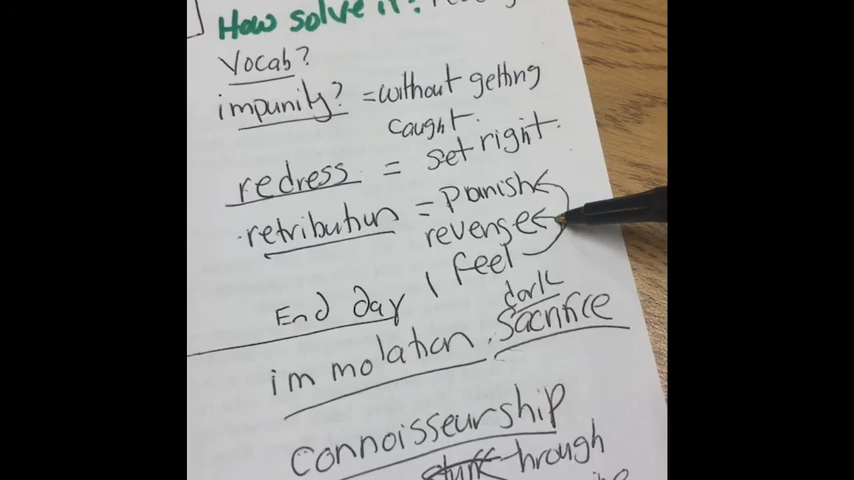 How solve it?
Vocab?
impunity? = without getting
caught.
redress = set right.
retribution = punish
revenge
feel
End day
dark
immolation. Sacrifice
connoisseurship
through